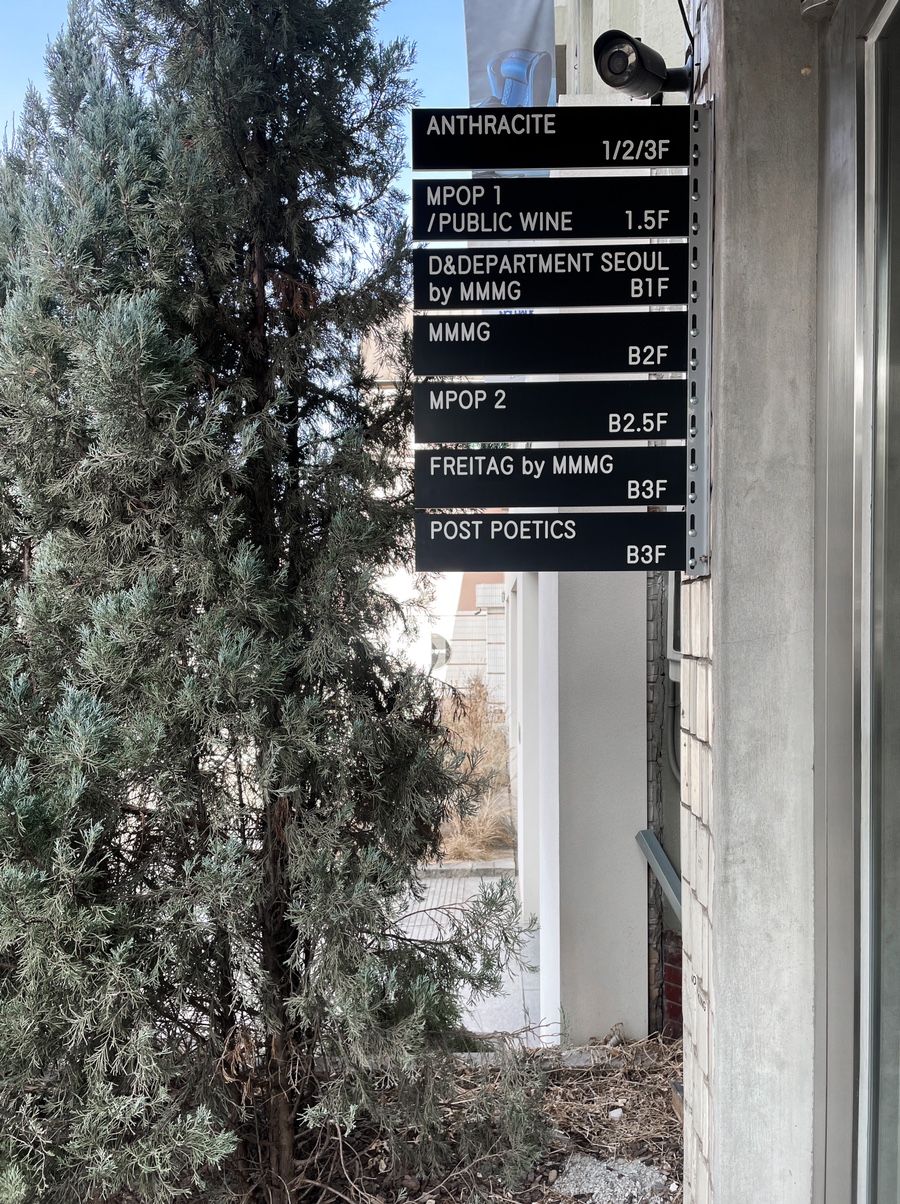 ANTHRACITE
1/2/3F
MPOP 1
/PUBLIC WINE 1.5F
D&DEPARTMENT SEOUL
by MMMG B1F
MMMG
B2F
MPOP 2
B2.5F
FREITAG by MMMG
B3F
POST POETICS
B3F